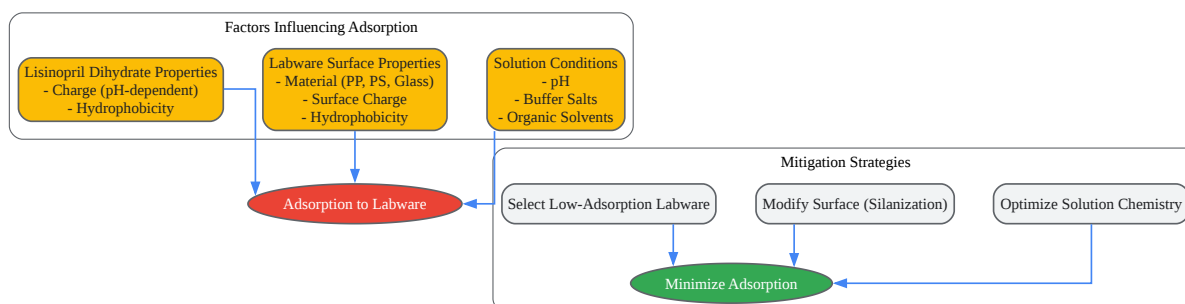 Factors Influencing Adsorption
Lisinopril Dihydrate Properties
- Charge (pH-dependent)
- Hydrophobicity
Labware Surface Properties
- Material (PP, PS, Glass)
- Surface Charge
- Hydrophobicity
Solution Conditions
- pH
- Buffer Salts
- Organic Solvents
Adsorption to Labware
Mitigation Strategies
Select Low-Adsorption Labware
Modify Surface (Silanization)
Optimize Solution Chemistry
Minimize Adsorption